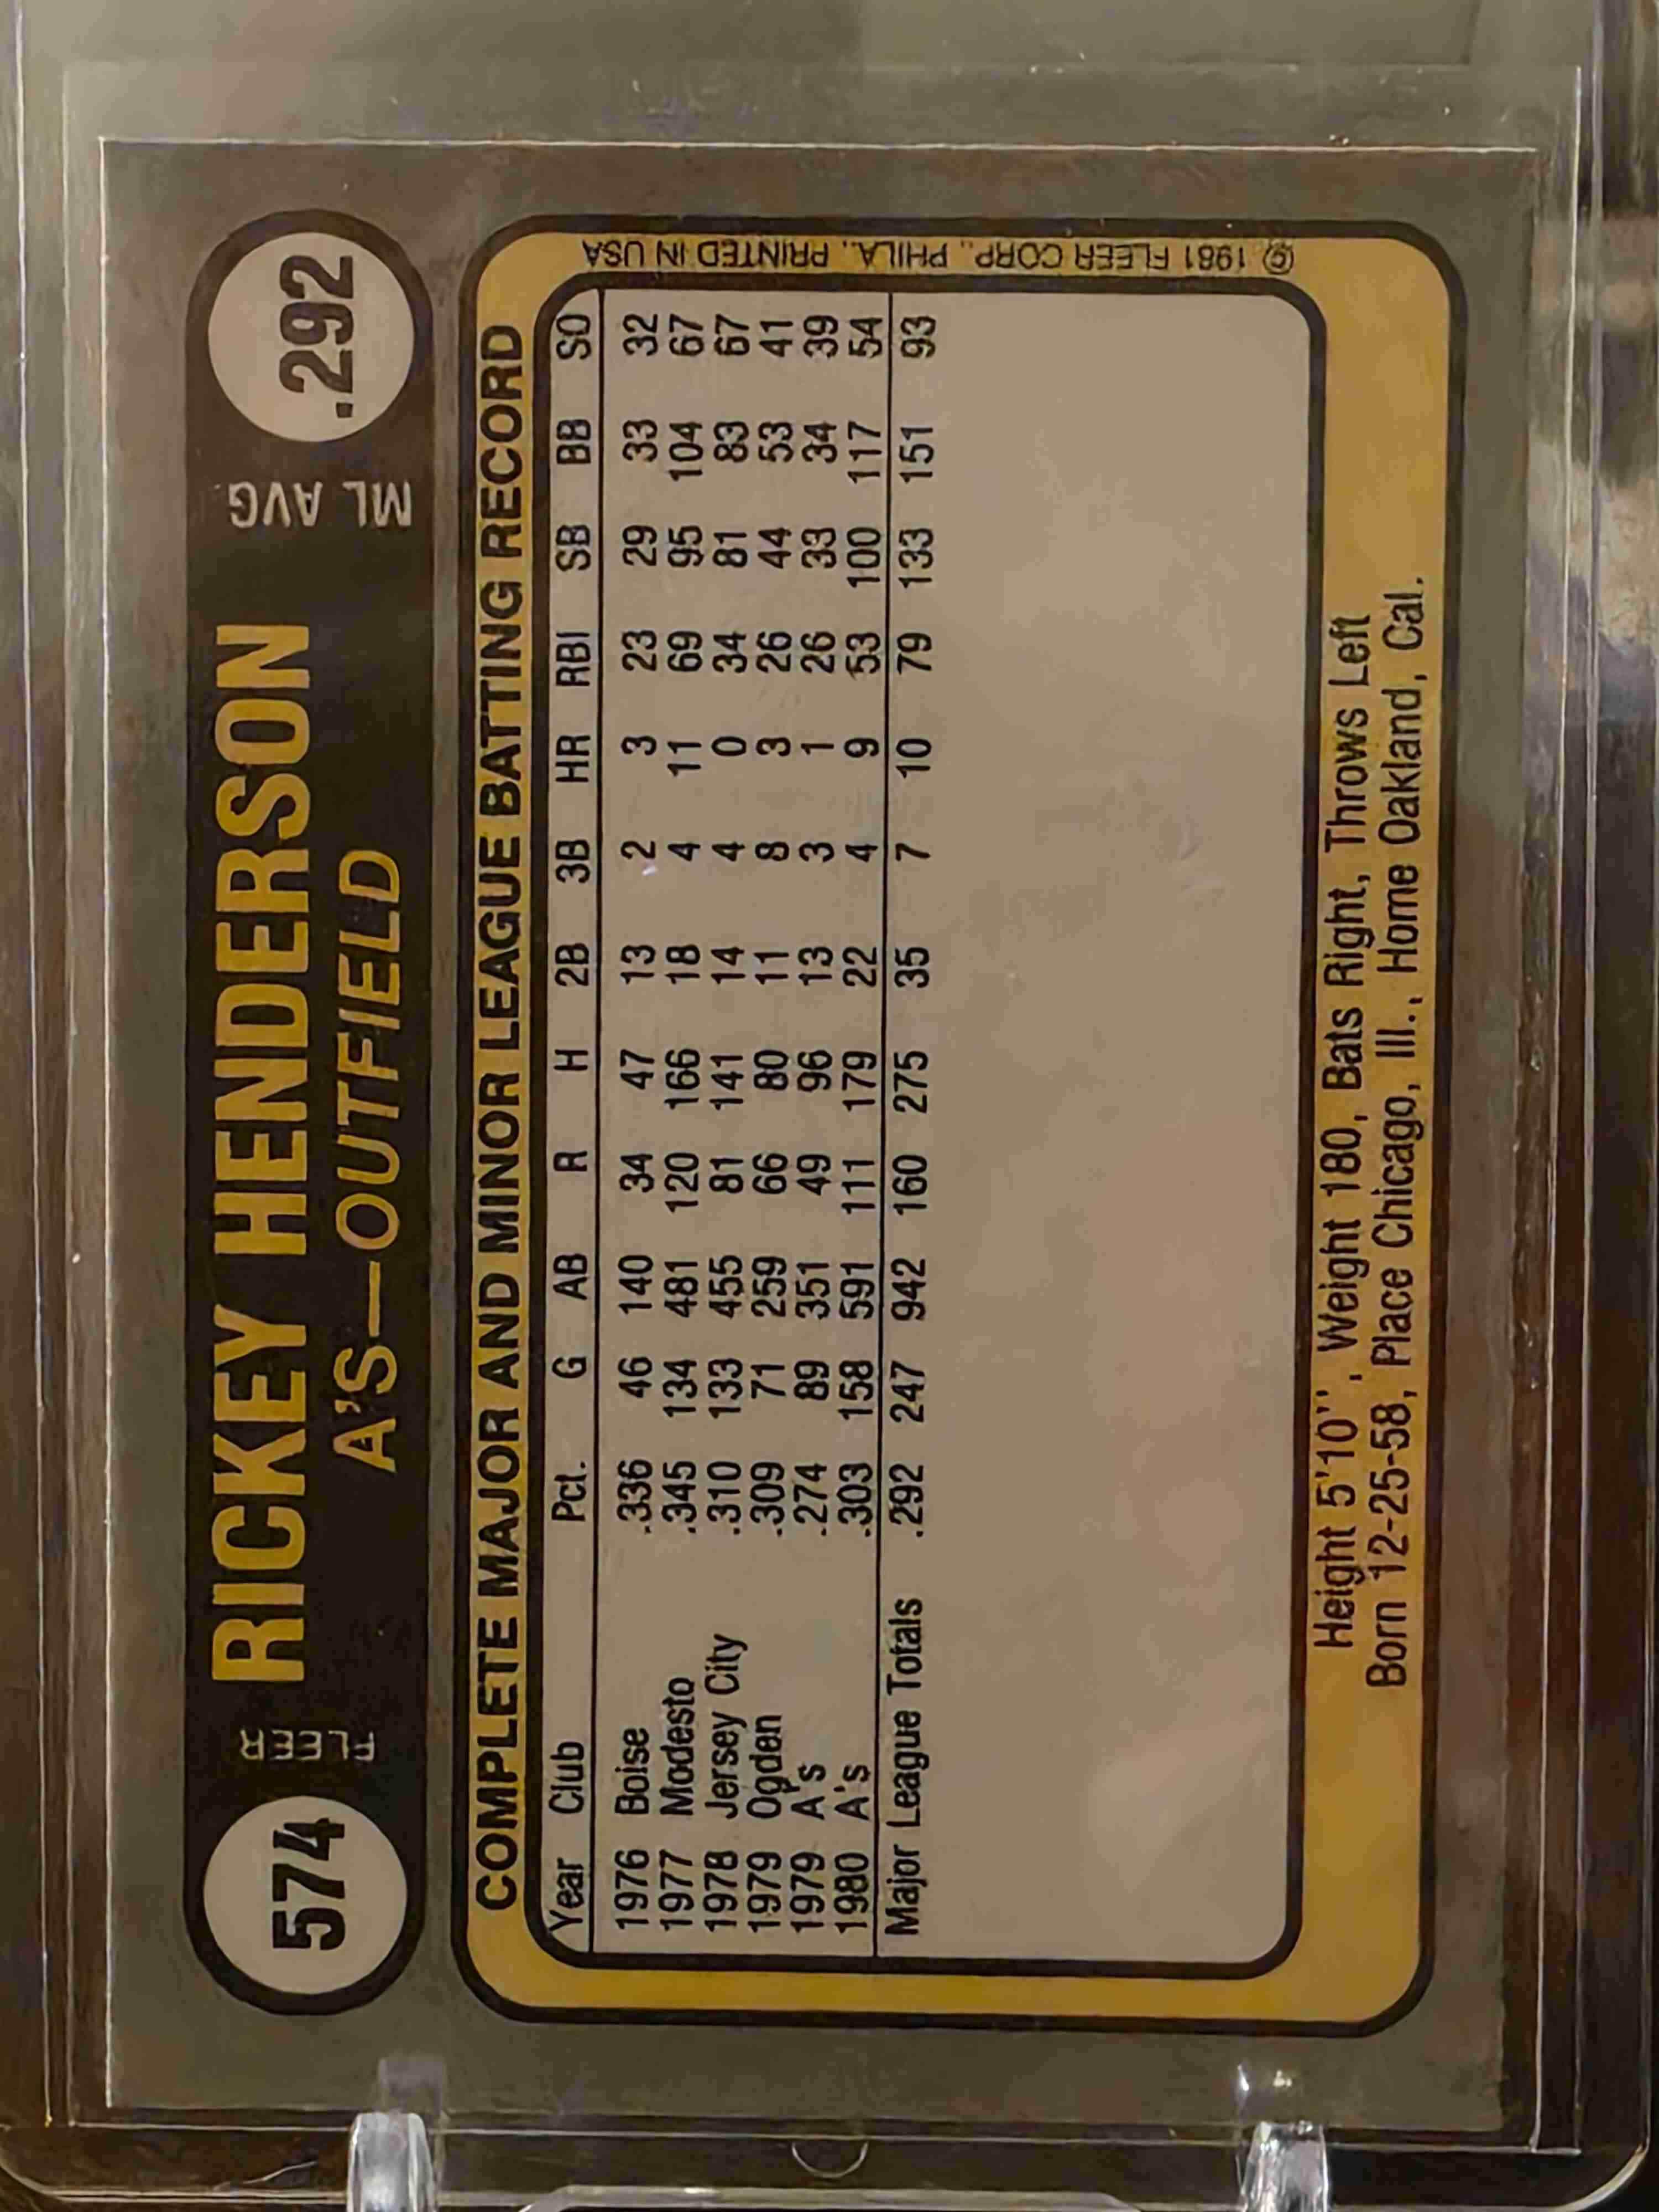 574 FLEER RICKEY HENDERSON ML AVG .292
A'S—OUTFIELD
COMPLETE MAJOR AND MINOR LEAGUE BATTING RECORD
Year Club Pct. G AB R H 2B 3B HR RBI SB BB SO
1976 Boise .336 46 140 34 47 13 2 3 23 29 33 32
1977 Modesto .345 134 481 120 166 18 4 11 69 95 104 67
1978 Jersey City .310 133 455 81 141 14 4 0 34 81 83 67
1979 Ogden .309 71 259 66 80 11 8 3 26 44 53 41
1979 A's .274 89 351 49 96 13 3 1 26 33 34 39
1980 A's .303 158 591 111 179 22 4 9 53 100 117 54
Major League Totals .292 247 942 160 275 35 7 10 79 133 151 93
© 1981 FLEER CORP., PHILA., PRINTED IN USA
Height 5'10", Weight 180, Bats Right, Throws Left
Born 12-25-58, Place Chicago, Ill., Home Oakland, Cal.